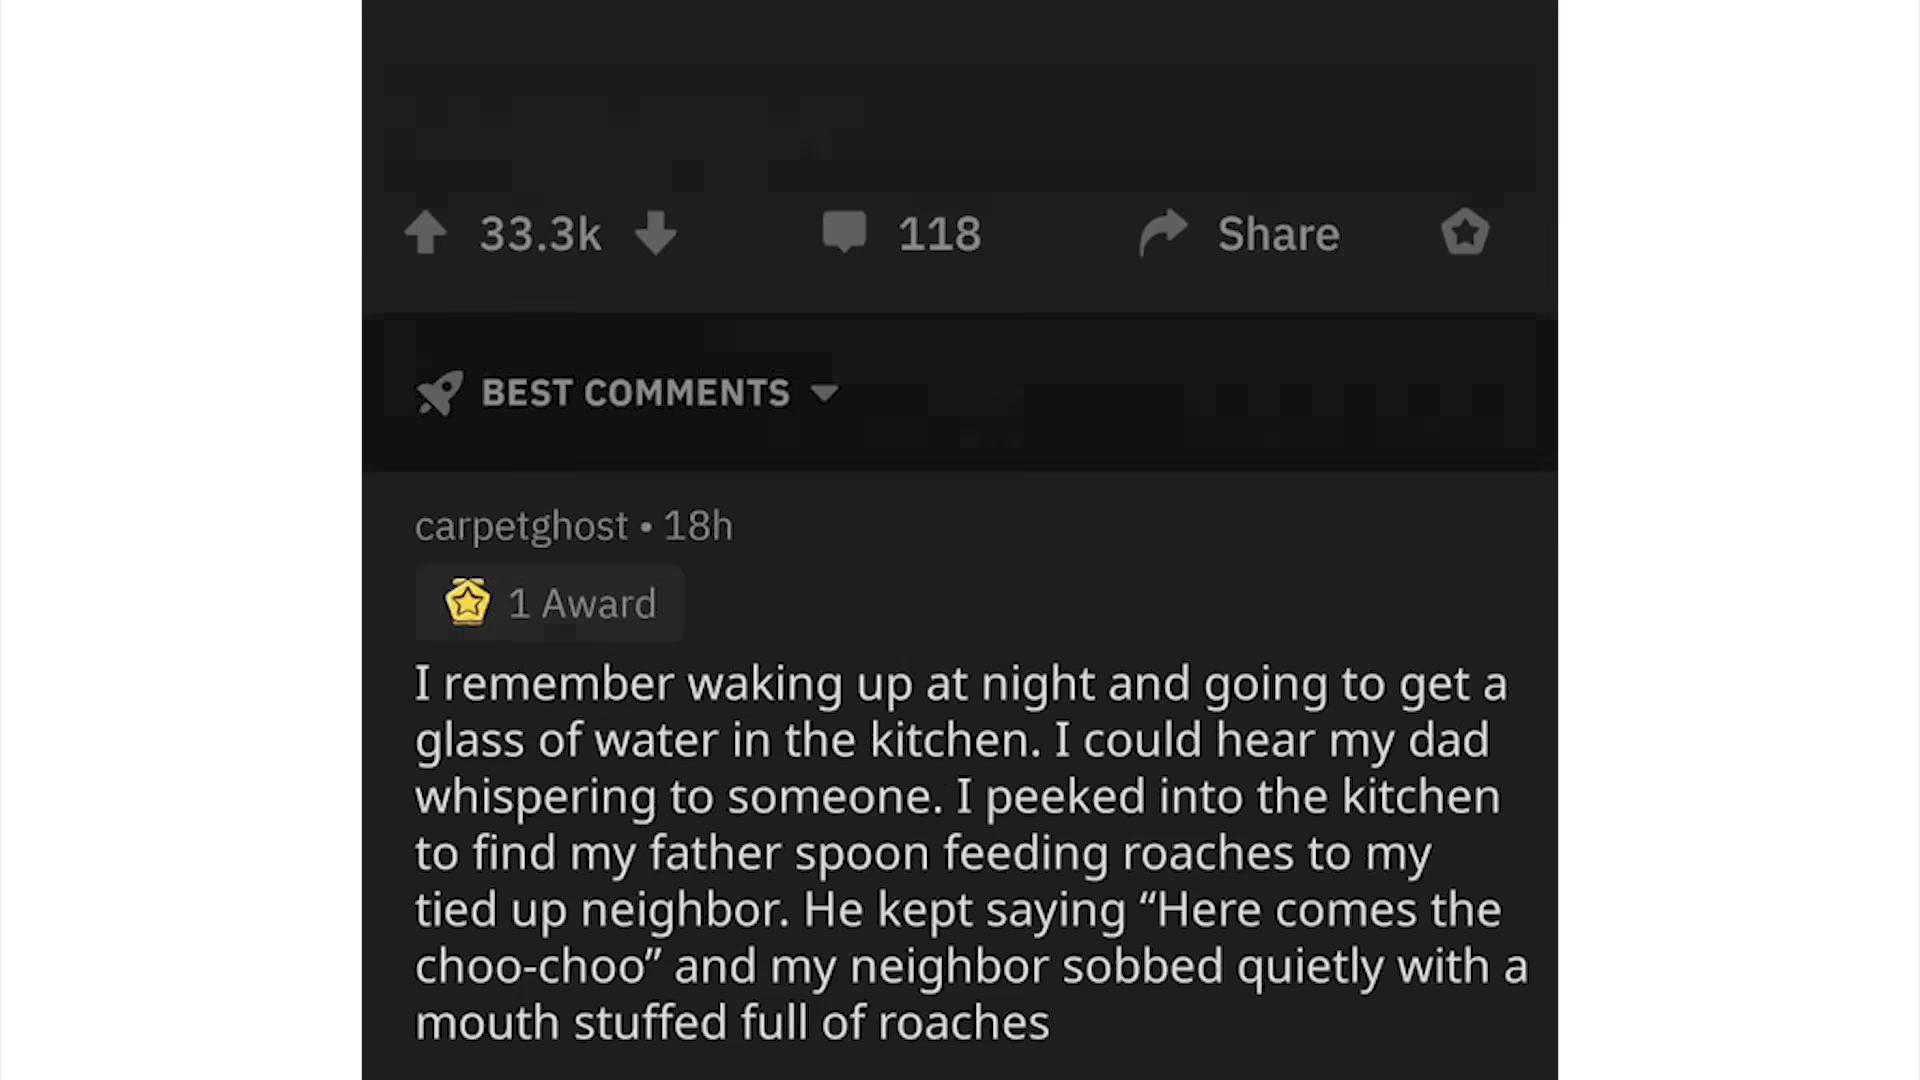 33.3k 118 Share
BEST COMMENTS
carpetghost • 18h
1 Award
I remember waking up at night and going to get a
glass of water in the kitchen. I could hear my dad
whispering to someone. I peeked into the kitchen
to find my father spoon feeding roaches to my
tied up neighbor. He kept saying “Here comes the
choo-choo” and my neighbor sobbed quietly with a
mouth stuffed full of roaches